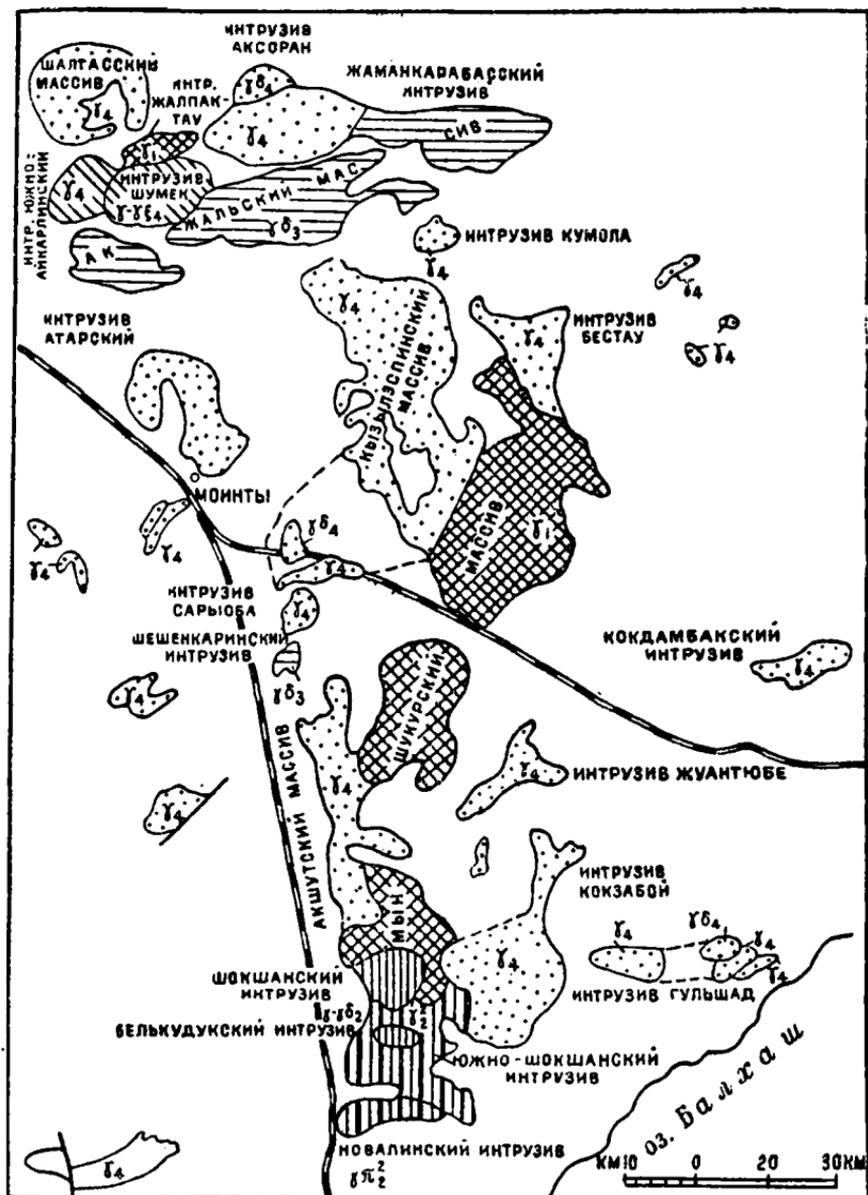 ИНТРУЗИВ
АКСОРАН
ШАЛТАССКИЙ
МАССИВ
ИНТР.
ЖАЛПАК-
ТАУ
ЖАМАНКАРАБАССКИЙ
ИНТРУЗИВ
γδ4
γ4
γ4
СИВ
γ1
ИНТР. ЮЖНО-
АЙКАРЛИНСКИЙ
γ4
ИНТРУЗИВ
ШУМЕК
γ-γξ4
ЖАЛЬСКИЙ МАС-
γδ3
АК
ИНТРУЗИВ КУМОЛА
γ4
γ4
γ4
ИНТРУЗИВ
АТАРСКИЙ
γ4
КЫЗЫЛЭСПИНСКИЙ
МАССИВ
γ4
ИНТРУЗИВ
БЕСТАУ
МОИНТЫ
γ4
γ4
γδ4
γ4
МАССИВ
γ1
ИНТРУЗИВ
САРЫОБА
γ4
ШЕШЕНКАРИНСКИЙ
ИНТРУЗИВ
γδ3
КОКДАМБАКСКИЙ
ИНТРУЗИВ
γ4
γ4
АКШУТСКИЙ МАССИВ
γ4
ШУКУРСКИЙ
γ4
ИНТРУЗИВ ЖУАНТЮБЕ
γ4
ИНТРУЗИВ
КОКЗАБОЙ
МЫН
γ4
γ4
γδ4
γ4
γ4
ИНТРУЗИВ ГУЛЬШАД
ШОКШАНСКИЙ
ИНТРУЗИВ
БЕЛЬКУДУКСКИЙ ИНТРУЗИВ
ЮЖНО-ШОКШАНСКИЙ
ИНТРУЗИВ
оз. Балхаш
НОВАЛИНСКИЙ ИНТРУЗИВ
γπ²₂
γ4
КМ10 0 20 30 КМ